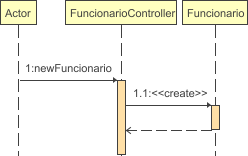 Actor
FuncionarioController
Funcionario
1:newFuncionario
1.1:<<create>>